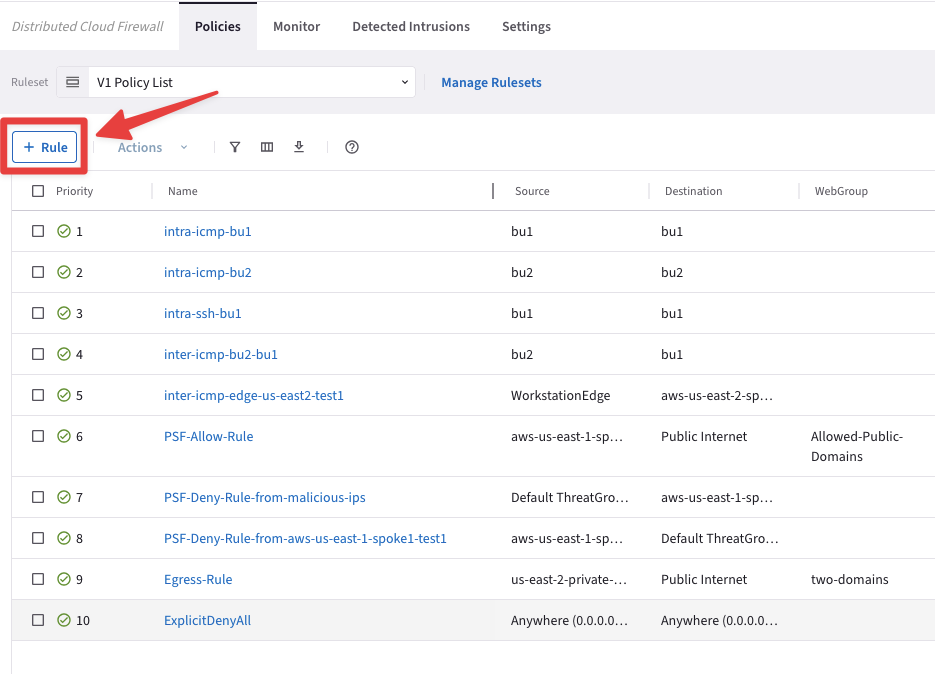 Distributed Cloud Firewall Policies Monitor Detected Intrusions Settings
Ruleset V1 Policy List Manage Rulesets
+ Rule Actions
Priority Name Source Destination WebGroup
1 intra-icmp-bu1 bu1 bu1
2 intra-icmp-bu2 bu2 bu2
3 intra-ssh-bu1 bu1 bu1
4 inter-icmp-bu2-bu1 bu2 bu1
5 inter-icmp-edge-us-east2-test1 WorkstationEdge aws-us-east-2-sp…
6 PSF-Allow-Rule aws-us-east-1-sp… Public Internet Allowed-Public-
Domains
7 PSF-Deny-Rule-from-malicious-ips Default ThreatGro… aws-us-east-1-sp…
8 PSF-Deny-Rule-from-aws-us-east-1-spoke1-test1 aws-us-east-1-sp… Default ThreatGro…
9 Egress-Rule us-east-2-private-… Public Internet two-domains
10 ExplicitDenyAll Anywhere (0.0.0.0… Anywhere (0.0.0.0…